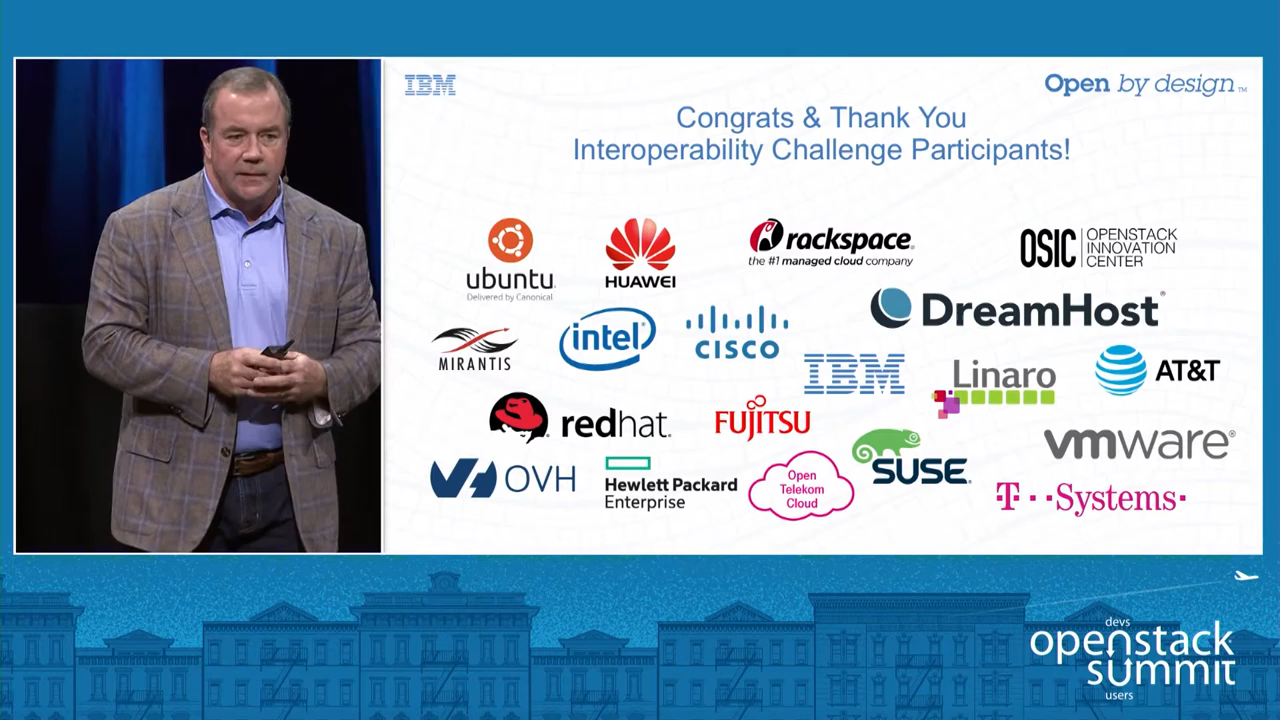 IBM
Open by design™
Congrats & Thank You
Interoperability Challenge Participants!
ubuntu
Delivered by Canonical
HUAWEI
rackspace®
the #1 managed cloud company
OSIC
OPENSTACK
INNOVATION
CENTER
MIRANTIS
intel®
CISCO
DreamHost®
IBM
Linaro
AT&T
redhat®
FUJITSU
SUSE®
vmware®
OVH
Hewlett Packard
Enterprise
Open
Telekom
Cloud
T··Systems·
devs
openstack
summit
users